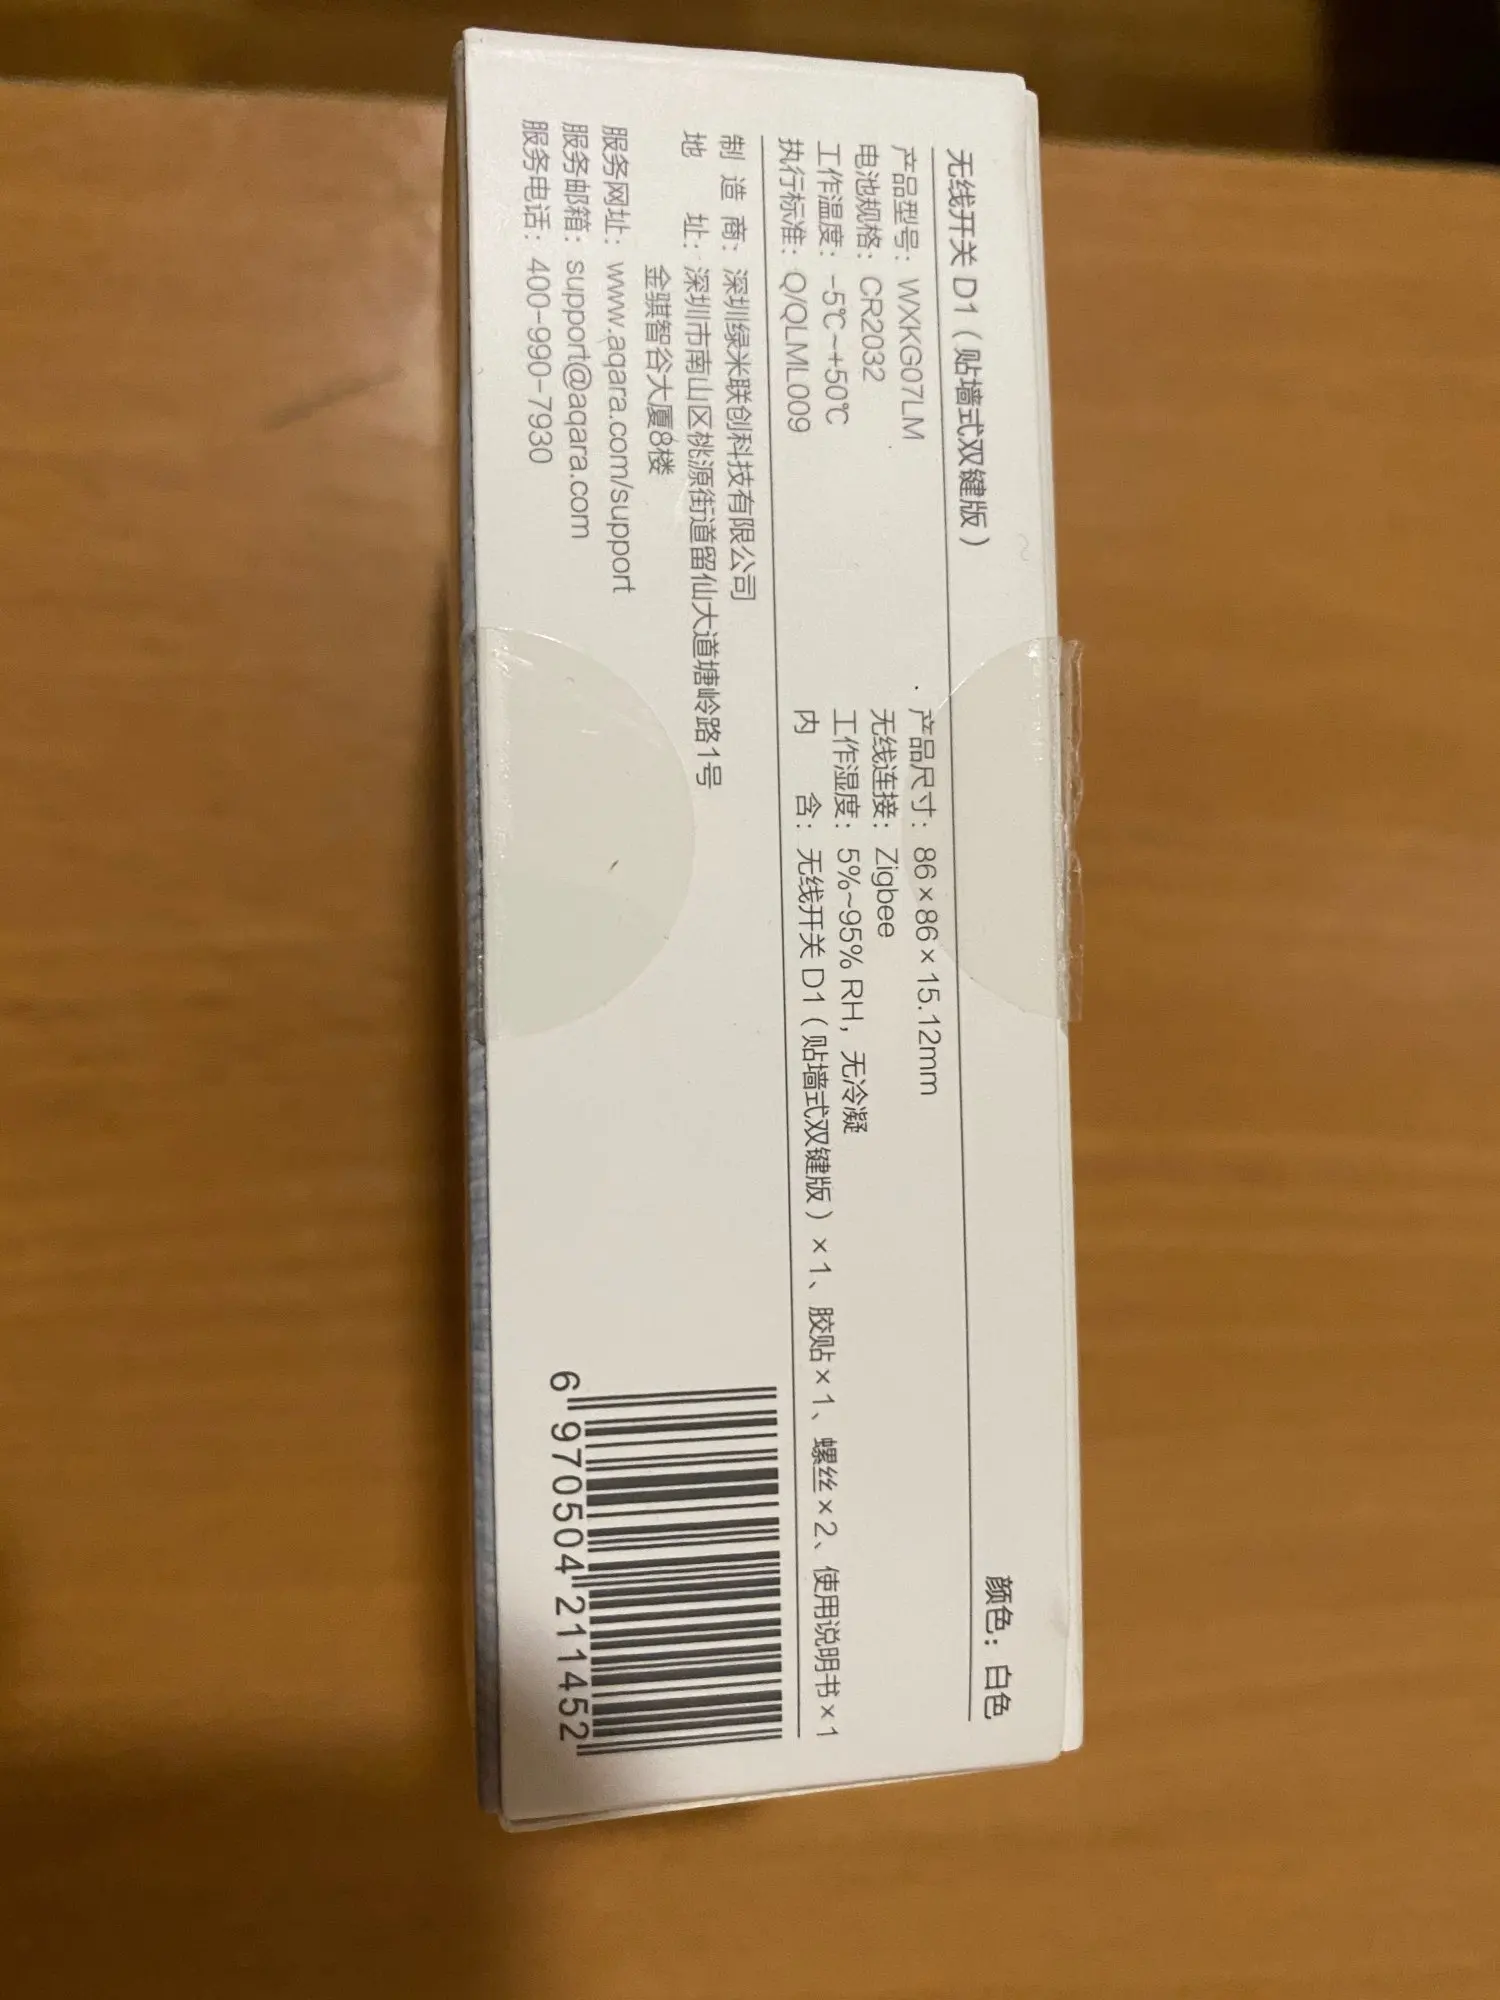 无线开关 D1（贴墙式双键版）
颜色：白色
产品型号：WXKG07LM
产品尺寸：86×86×15.12mm
电池规格：CR2032
无线连接：Zigbee
工作温度：-5℃~+50℃
工作湿度：5%~95% RH，无冷凝
执行标准：Q/QLML009
内 含：无线开关 D1（贴墙式双键版）×1、胶贴×1、螺丝×2、使用说明书×1
制 造 商：深圳绿米联创科技有限公司
地 址：深圳市南山区桃源街道留仙大道塘岭路1号
金骐智谷大厦8楼
服务网址：www.aqara.com/support
服务邮箱：support@aqara.com
服务电话：400-990-7930
6 970504 211452